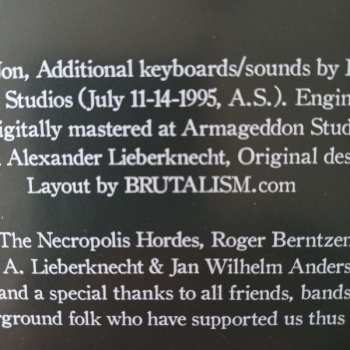 Non, Additional keyboards/sounds by
Studios (July 11-14-1995, A.S.). Engin
igitally mastered at Armageddon Stud
Alexander Lieberknecht, Original des
Layout by BRUTALISM.com
The Necropolis Hordes, Roger Berntzen
A. Lieberknecht & Jan Wilhelm Anders
and a special thanks to all friends, bands
rground folk who have supported us thus